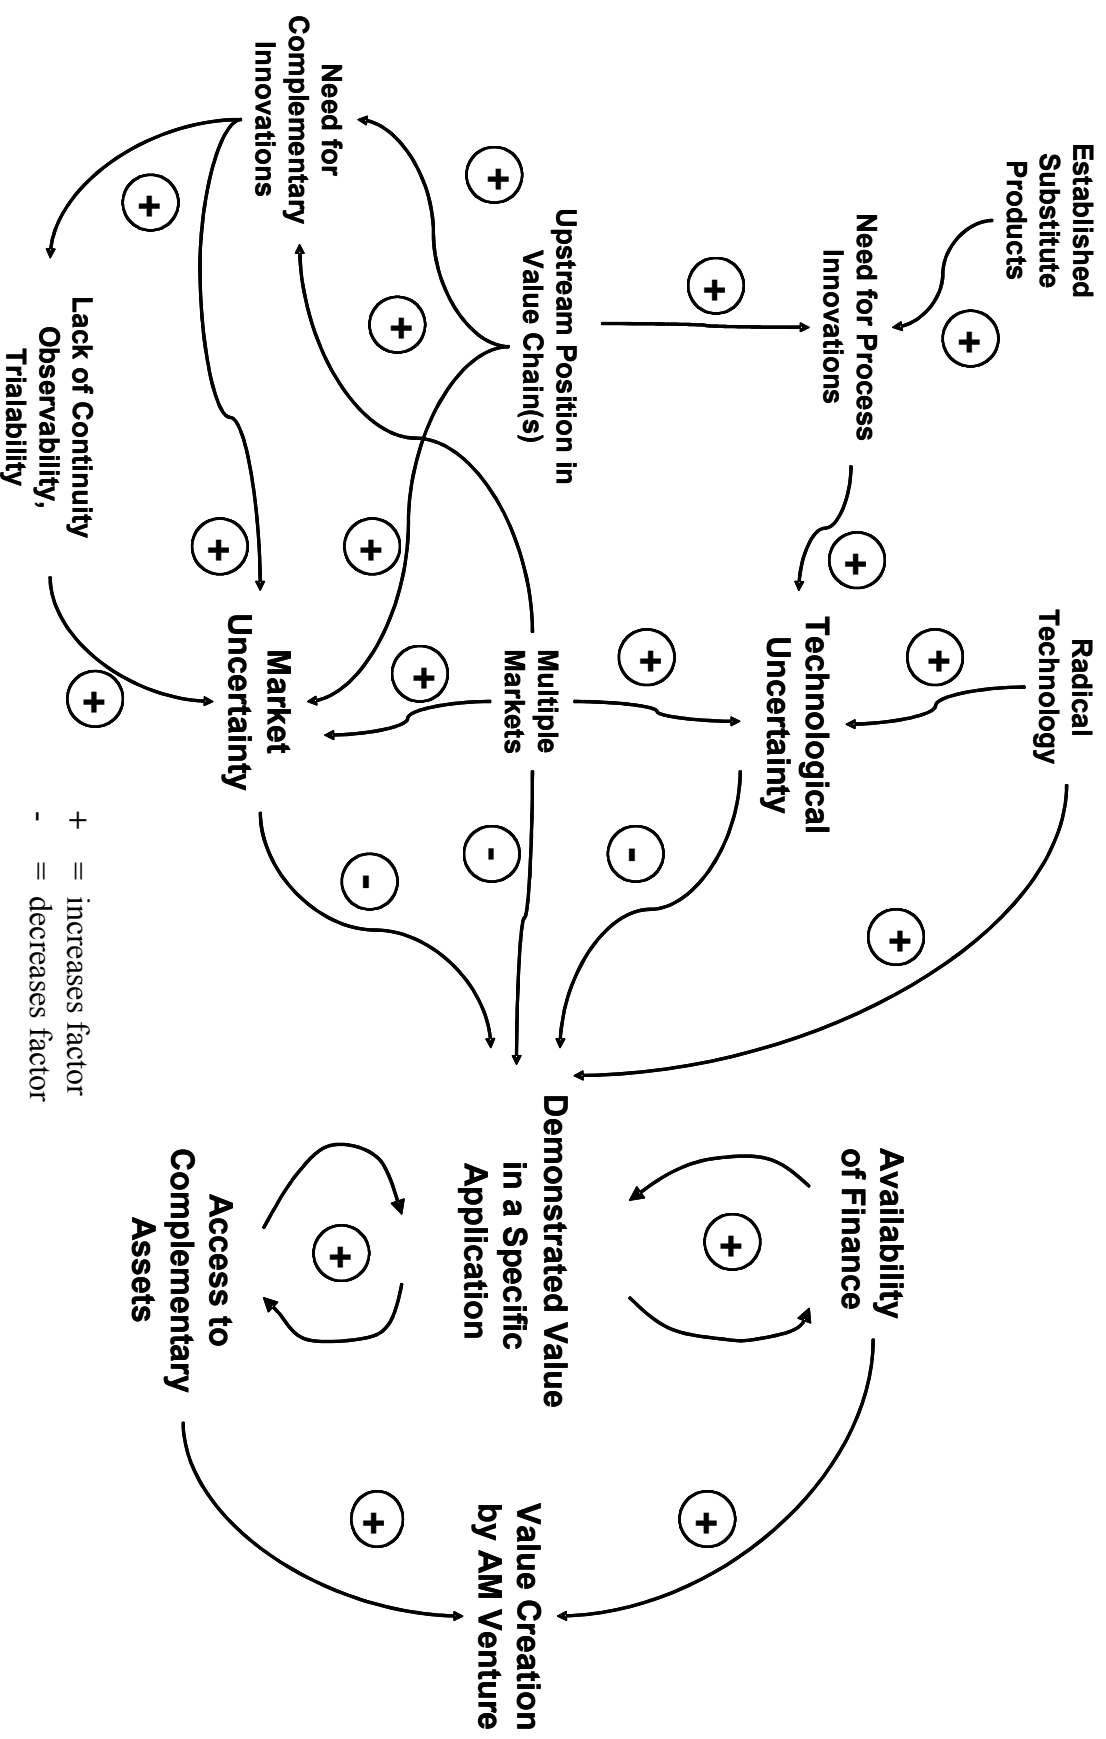 Established
Substitute
Products
+
Radical
Technology
+
+
Need for Process
Innovations
+
Availability
of Finance
+
+
Technological
Uncertainty
+
+
-
+
Upstream Position in
Value Chain(s)
Multiple
Markets
-
Demonstrated Value
in a Specific
Application
Value Creation
by AM Venture
+
+
+
+
-
+
+
Need for
Complementary
Innovations
+
Market
Uncertainty
Access to
Complementary
Assets
+
+
Lack of Continuity
Observability,
Trialability
+ = increases factor
- = decreases factor